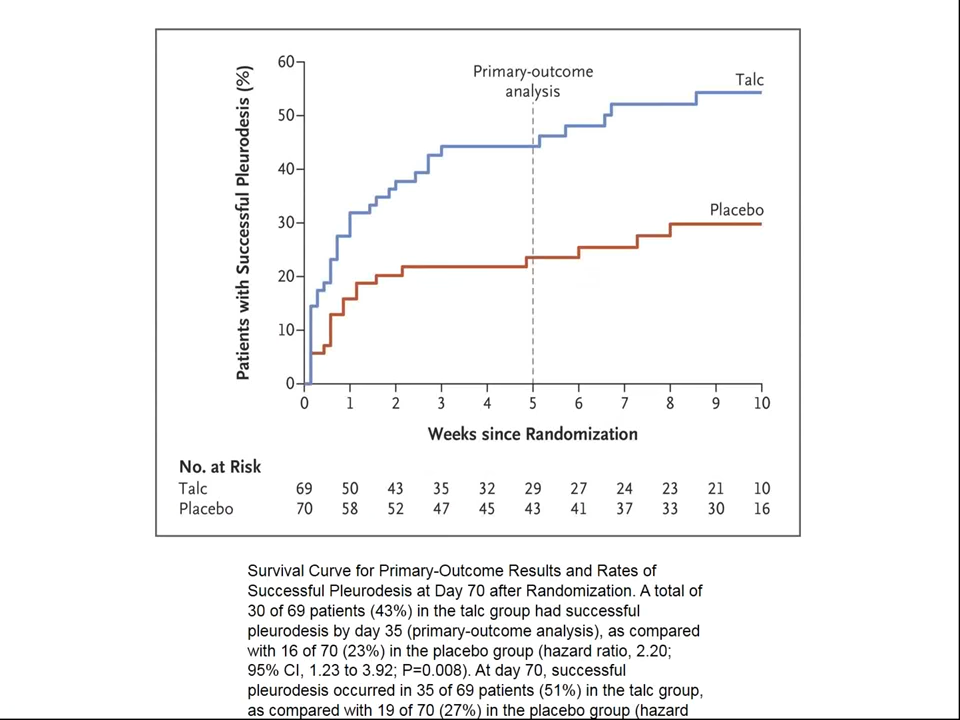 Patients with Successful Pleurodesis (%)
60
50
40
30
20
10
0
Primary-outcome
analysis
Talc
Placebo
0 1 2 3 4 5 6 7 8 9 10
Weeks since Randomization
No. at Risk
Talc 69 50 43 35 32 29 27 24 23 21 10
Placebo 70 58 52 47 45 43 41 37 33 30 16
Survival Curve for Primary-Outcome Results and Rates of
Successful Pleurodesis at Day 70 after Randomization. A total of
30 of 69 patients (43%) in the talc group had successful
pleurodesis by day 35 (primary-outcome analysis), as compared
with 16 of 70 (23%) in the placebo group (hazard ratio, 2.20;
95% CI, 1.23 to 3.92; P=0.008). At day 70, successful
pleurodesis occurred in 35 of 69 patients (51%) in the talc group,
as compared with 19 of 70 (27%) in the placebo group (hazard